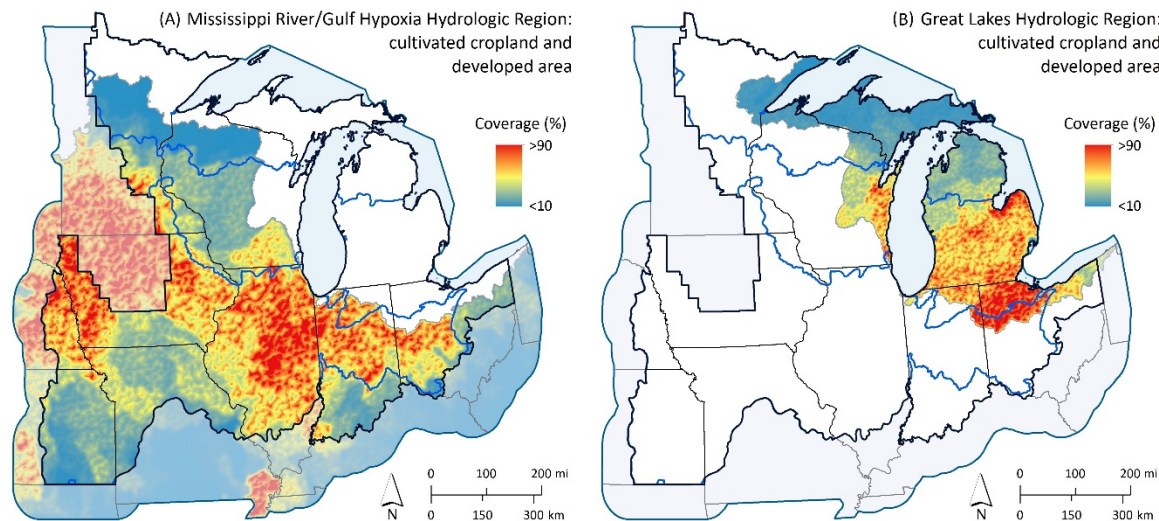 (A) Mississippi River/Gulf Hypoxia Hydrologic Region:
cultivated cropland and
developed area
Coverage (%)
>90
<10
N
0 100 200 mi
0 150 300 km
(B) Great Lakes Hydrologic Region:
cultivated cropland and
developed area
Coverage (%)
>90
<10
N
0 100 200 mi
0 150 300 km